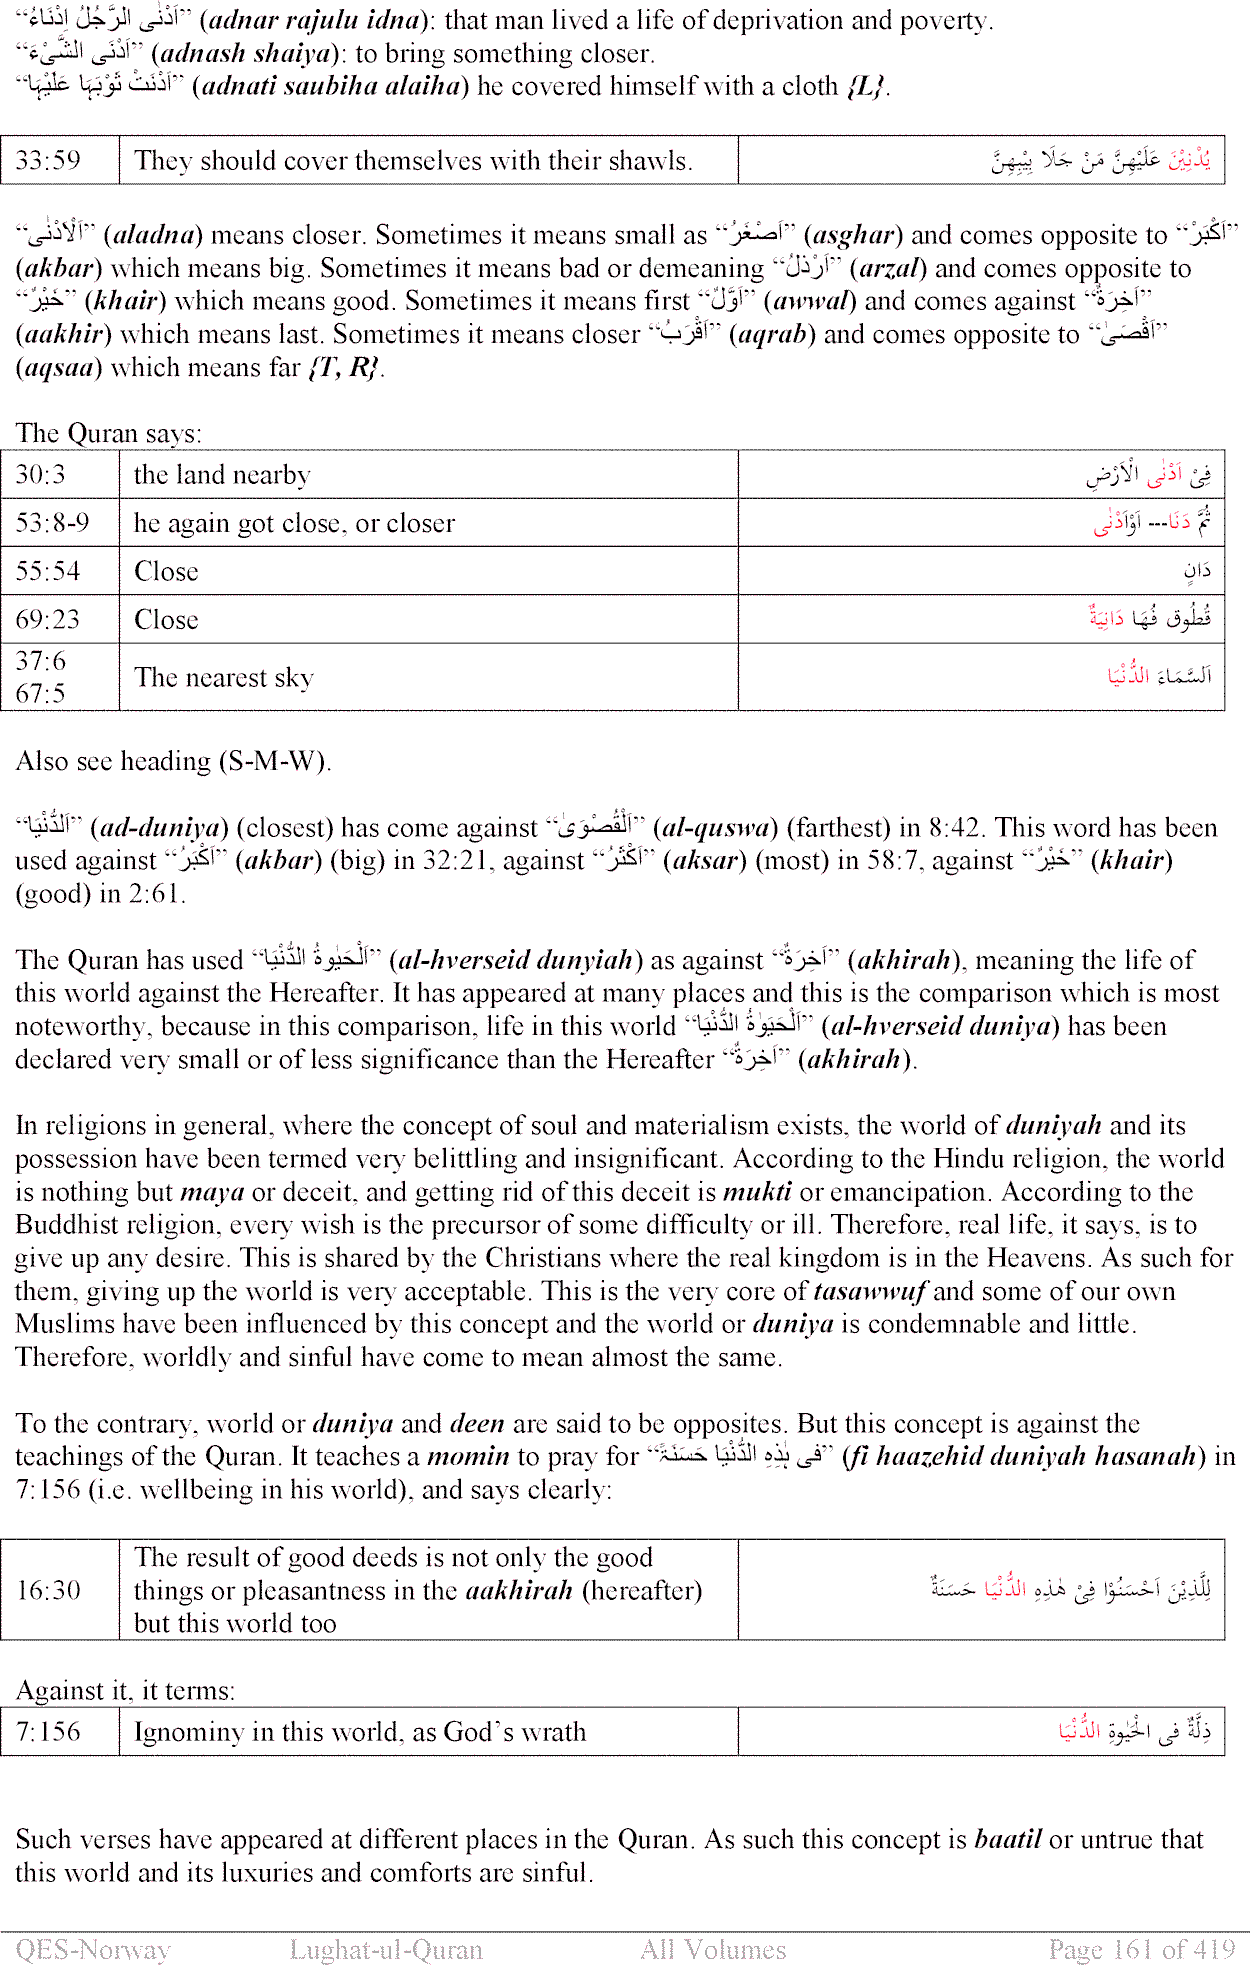 “اَدْنٰی الرَّجُلُ اِدْنَاءً” (adnar rajulu idna): that man lived a life of deprivation and poverty.
“اَدْنَی الشَّیْءَ” (adnash shaiya): to bring something closer.
“اَدْنَتْ ثَوْبَہَا عَلَیْہَا” (adnati saubiha alaiha) he covered himself with a cloth {L}.
33:59 They should cover themselves with their shawls. يُدْنِيْنَ عَلَيْهِنَّ مَنْ جَلَا بِيْبِهِنَّ
“اَلْاَدْنٰی” (aladna) means closer. Sometimes it means small as “اَصْغَرُ” (asghar) and comes opposite to “اَکْبَرُ”
(akbar) which means big. Sometimes it means bad or demeaning “اَرْذَلُ” (arzal) and comes opposite to
“خَیْرٌ” (khair) which means good. Sometimes it means first “اَوَّلٌ” (awwal) and comes against “اَخِرَةٌ”
(aakhir) which means last. Sometimes it means closer “اَقْرَبُ” (aqrab) and comes opposite to “اَقْصَیٰ”
(aqsaa) which means far {T, R}.
The Quran says:
30:3 the land nearby فِىْ اَدْنٰى الْاَرْضِ
53:8-9 he again got close, or closer ثُمَّ دَنَا--- اَوْاَدْنٰى
55:54 Close دَانٍ
69:23 Close قُطُوق فُهَا دَانِيَةٌ
37:6
67:5 The nearest sky اَلسَّمَاءَ الدُّنْيَا
Also see heading (S-M-W).
“اَلدُّنْیَا” (ad-duniya) (closest) has come against “اَلْقُصْوَیٰ” (al-quswa) (farthest) in 8:42. This word has been
used against “اَکْبَرُ” (akbar) (big) in 32:21, against “اَکْثَرُ” (aksar) (most) in 58:7, against “خَیْرٌ” (khair)
(good) in 2:61.
The Quran has used “اَلْحَیٰوةُ الدُّنْیَا” (al-hverseid dunyiah) as against “اَخِرَةٌ” (akhirah), meaning the life of
this world against the Hereafter. It has appeared at many places and this is the comparison which is most
noteworthy, because in this comparison, life in this world “اَلْحَیَوٰةُ الدُّنْیَا” (al-hverseid duniya) has been
declared very small or of less significance than the Hereafter “اَخِرَةٌ” (akhirah).
In religions in general, where the concept of soul and materialism exists, the world of duniyah and its
possession have been termed very belittling and insignificant. According to the Hindu religion, the world
is nothing but maya or deceit, and getting rid of this deceit is mukti or emancipation. According to the
Buddhist religion, every wish is the precursor of some difficulty or ill. Therefore, real life, it says, is to
give up any desire. This is shared by the Christians where the real kingdom is in the Heavens. As such for
them, giving up the world is very acceptable. This is the very core of tasawwuf and some of our own
Muslims have been influenced by this concept and the world or duniya is condemnable and little.
Therefore, worldly and sinful have come to mean almost the same.
To the contrary, world or duniya and deen are said to be opposites. But this concept is against the
teachings of the Quran. It teaches a momin to pray for “فی ہٰذِهِ الدُّنْیَا حَسَنَۃً” (fi haazehid duniyah hasanah) in
7:156 (i.e. wellbeing in his world), and says clearly:
16:30 The result of good deeds is not only the good
things or pleasantness in the aakhirah (hereafter)
but this world too لِلَّذِيْنَ اَحْسَنُوْا فِىْ هٰذِهِ الدُّنْيَا حَسَنَةٌ
Against it, it terms:
7:156 Ignominy in this world, as God’s wrath ذِلَّةٌ فى الْحَيٰوةِ الدُّنْيَا
Such verses have appeared at different places in the Quran. As such this concept is baatil or untrue that
this world and its luxuries and comforts are sinful.
QES-Norway Lughat-ul-Quran All Volumes Page 161 of 419